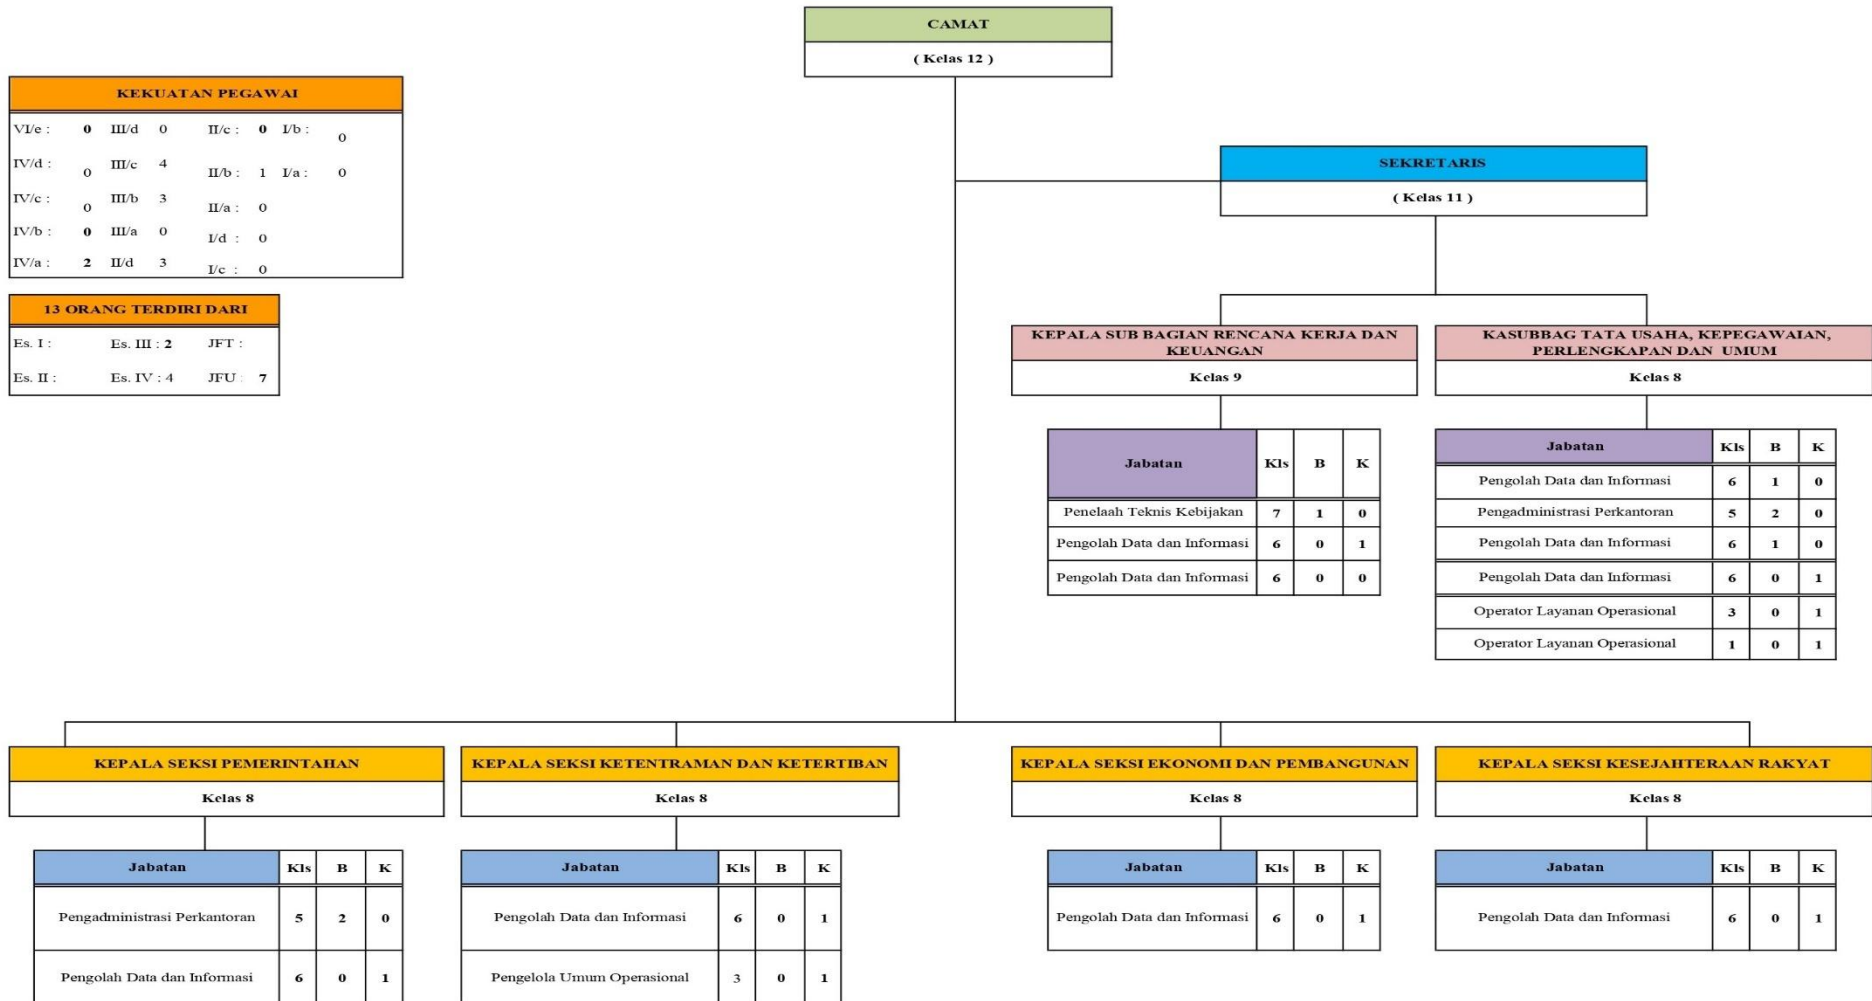 CAMAT
( Kelas 12 )
KEKUATAN PEGAWAI
VI/e : 0 III/d 0 II/c : 0 I/b : 0
IV/d : 0 III/c 4 II/b : 1 I/a : 0
IV/c : 0 III/b 3 II/a : 0
IV/b : 0 III/a 0 I/d : 0
IV/a : 2 II/d 3 I/c : 0
13 ORANG TERDIRI DARI
Es. I : Es. III : 2 JFT :
Es. II : Es. IV : 4 JFU : 7
SEKRETARIS
( Kelas 11 )
KEPALA SUB BAGIAN RENCANA KERJA DAN
KEUANGAN
Kelas 9
Jabatan Kls B K
Penelaah Teknis Kebijakan 7 1 0
Pengolah Data dan Informasi 6 0 1
Pengolah Data dan Informasi 6 0 0
KASUBBAG TATA USAHA, KEPEGAWAIAN,
PERLENGKAPAN DAN UMUM
Kelas 8
Jabatan Kls B K
Pengolah Data dan Informasi 6 1 0
Pengadministrasi Perkantoran 5 2 0
Pengolah Data dan Informasi 6 1 0
Pengolah Data dan Informasi 6 0 1
Operator Layanan Operasional 3 0 1
Operator Layanan Operasional 1 0 1
KEPALA SEKSI PEMERINTAHAN
Kelas 8
Jabatan Kls B K
Pengadministrasi Perkantoran 5 2 0
Pengolah Data dan Informasi 6 0 1
KEPALA SEKSI KETENTRAMAN DAN KETERTIBAN
Kelas 8
Jabatan Kls B K
Pengolah Data dan Informasi 6 0 1
Pengelola Umum Operasional 3 0 1
KEPALA SEKSI EKONOMI DAN PEMBANGUNAN
Kelas 8
Jabatan Kls B K
Pengolah Data dan Informasi 6 0 1
KEPALA SEKSI KESEJAHTERAAN RAKYAT
Kelas 8
Jabatan Kls B K
Pengolah Data dan Informasi 6 0 1